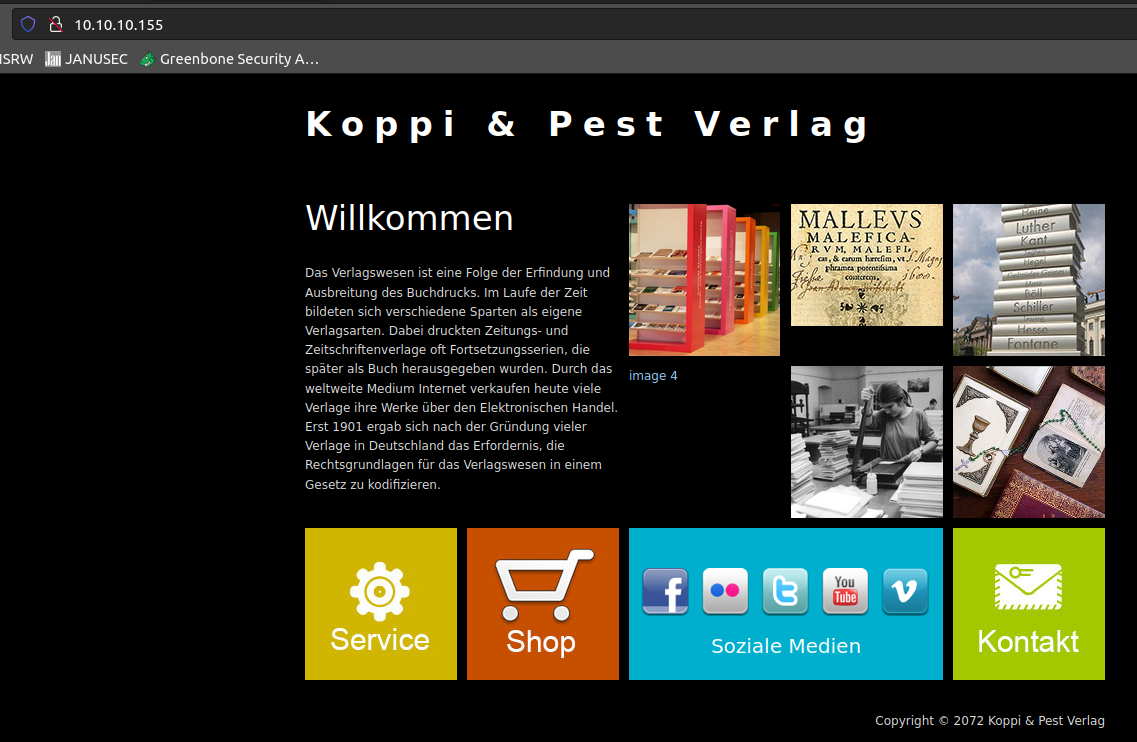 10.10.10.155
ISRW JANUSEC Greenbone Security A…
Koppi & Pest Verlag
Willkommen
Das Verlagswesen ist eine Folge der Erfindung und
Ausbreitung des Buchdrucks. Im Laufe der Zeit
bildeten sich verschiedene Sparten als eigene
Verlagsarten. Dabei druckten Zeitungs- und
Zeitschriftenverlage oft Fortsetzungsserien, die
später als Buch herausgegeben wurden. Durch das
weltweite Medium Internet verkaufen heute viele
Verlage ihre Werke über den Elektronischen Handel.
Erst 1901 ergab sich nach der Gründung vieler
Verlage in Deutschland das Erfordernis, die
Rechtsgrundlagen für das Verlagswesen in einem
Gesetz zu kodifizieren.
MALLEVS
MALEFICA-
RVM, MALEFI,
cas, & earum hæresim, vt
phramea potentissima
conterens.
1600.
Heine
Luther
Kant
Hegel
Böll
Schiller
Lessing
Hesse
Fontane
image 4
Service
Shop
You
Tube
Soziale Medien
Kontakt
Copyright © 2072 Koppi & Pest Verlag